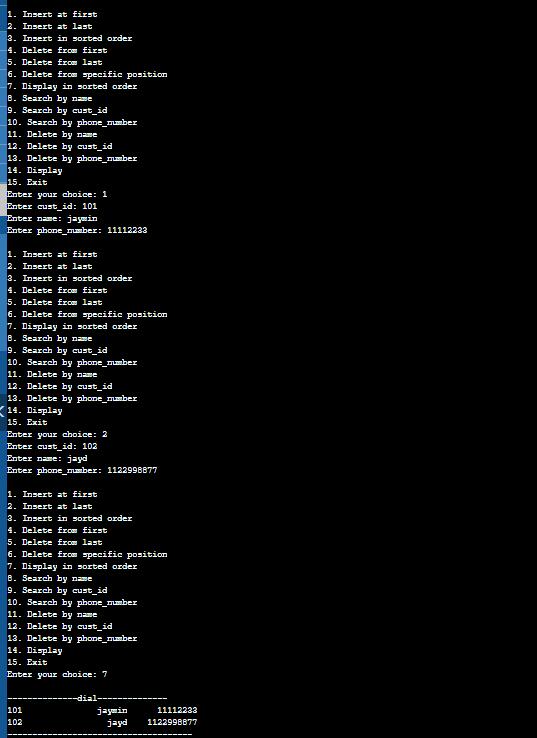 1. Insert at first
2. Insert at last
3. Insert in sorted order
4. Delete from first
5. Delete from last
6. Delete from specific position
7. Display in sorted order
8. Search by name
9. Search by cust_id
10. Search by phone_number
11. Delete by name
12. Delete by cust_id
13. Delete by phone_number
14. Display
15. Exit
Enter your choice: 1
Enter cust_id: 101
Enter name: jaymin
Enter phone_number: 11112233
1. Insert at first
2. Insert at last
3. Insert in sorted order
4. Delete from first
5. Delete from last
6. Delete from specific position
7. Display in sorted order
8. Search by name
9. Search by cust_id
10. Search by phone_number
11. Delete by name
12. Delete by cust_id
13. Delete by phone_number
14. Display
15. Exit
Enter your choice: 2
Enter cust_id: 102
Enter name: jayd
Enter phone_number: 1122998877
1. Insert at first
2. Insert at last
3. Insert in sorted order
4. Delete from first
5. Delete from last
6. Delete from specific position
7. Display in sorted order
8. Search by name
9. Search by cust_id
10. Search by phone_number
11. Delete by name
12. Delete by cust_id
13. Delete by phone_number
14. Display
15. Exit
Enter your choice: 7
--------------dial--------------
101 jaymin 11112233
102 jayd 1122998877
-------------------------------------